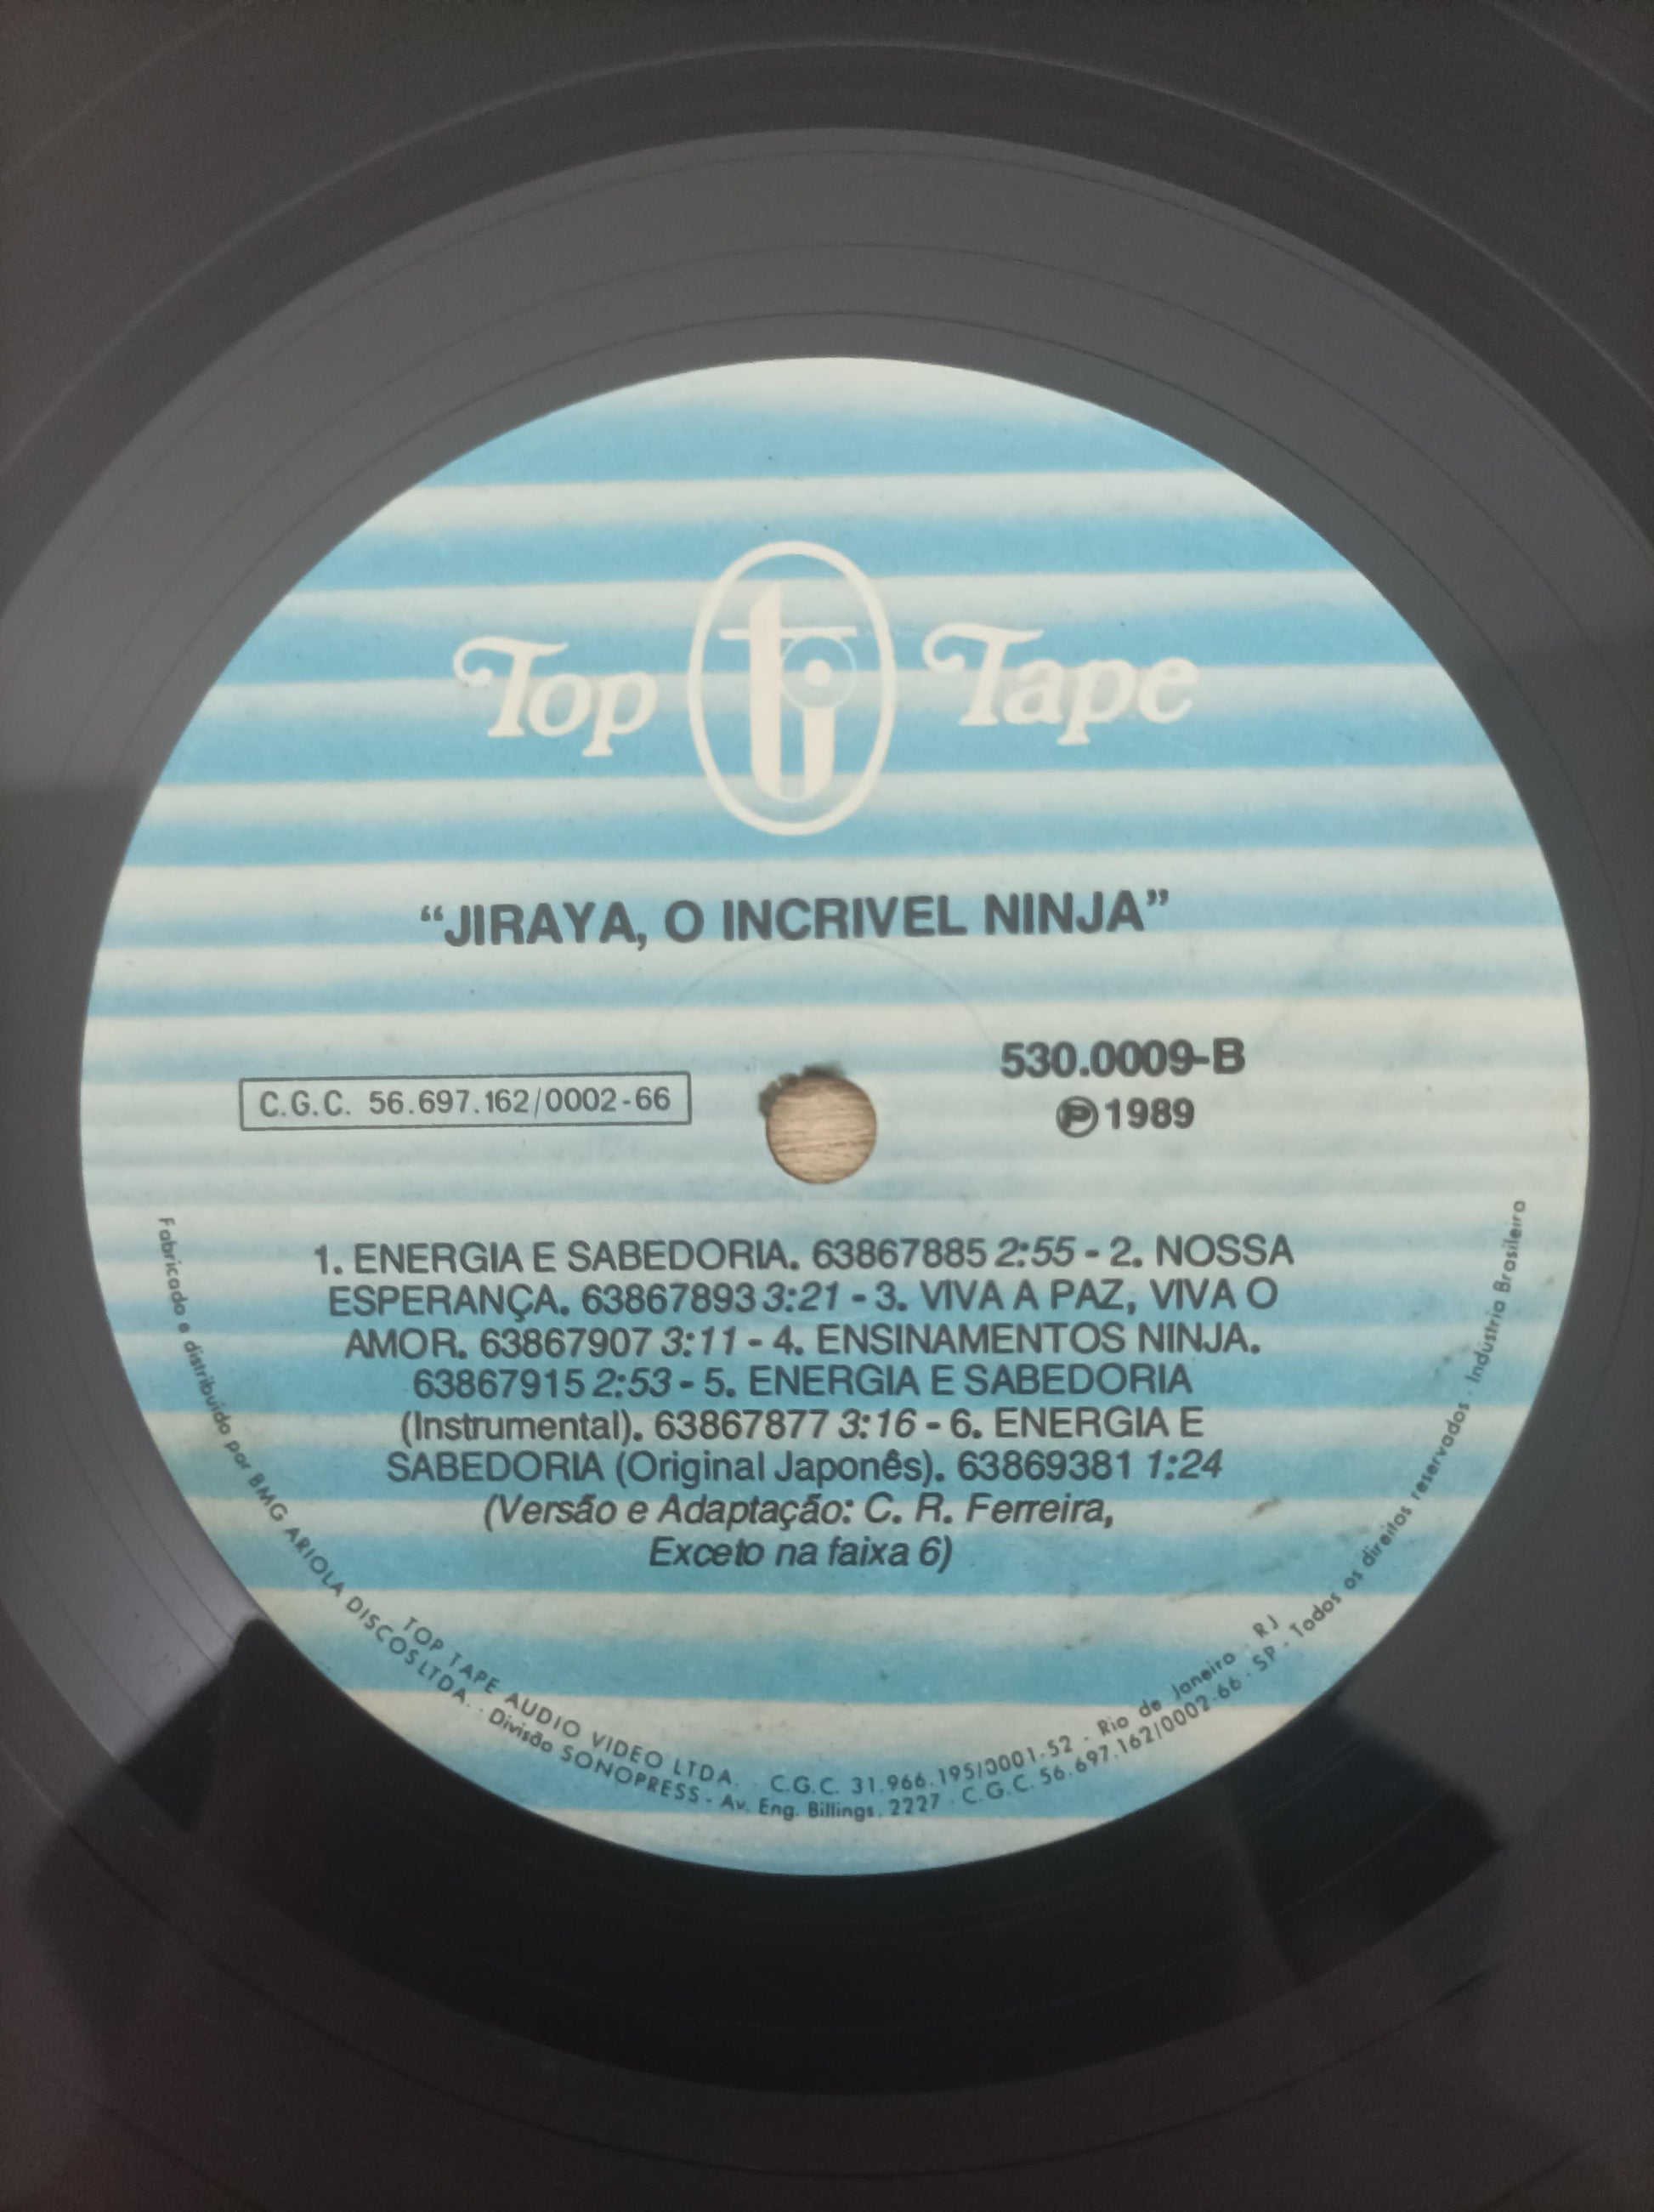 Top Tape
"JIRAYA, O INCRIVEL NINJA"
C.G.C. 56.697.162/0002-66
530.0009-B
℗ 1989
1. ENERGIA E SABEDORIA. 63867885 2:55 - 2. NOSSA
ESPERANÇA. 63867893 3:21 - 3. VIVA A PAZ, VIVA O
AMOR. 63867907 3:11 - 4. ENSINAMENTOS NINJA.
63867915 2:53 - 5. ENERGIA E SABEDORIA
(Instrumental). 63867877 3:16 - 6. ENERGIA E
SABEDORIA (Original Japonês). 63869381 1:24
(Versão e Adaptação: C. R. Ferreira,
Exceto na faixa 6)
TOP TAPE AUDIO VIDEO LTDA. · C.G.C. 31.966.195/0001.52 - Rio de Janeiro · RJ
Fabricado e distribuído por BMG ARIOLA DISCOS LTDA. · Divisão SONOPRESS - Av. Eng. Billings, 2227 · C.G.C. 56.697.162/0002-66 · SP - Todos os direitos reservados · Indústria Brasileira